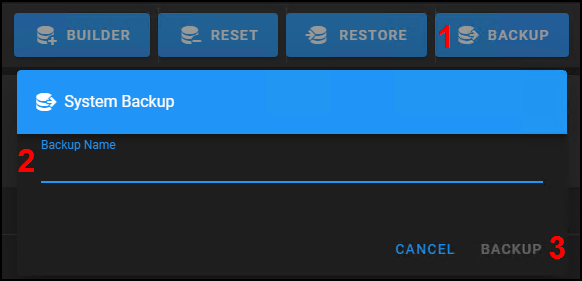 BUILDER RESET RESTORE 1 BACKUP
System Backup
Backup Name
2
CANCEL BACKUP 3